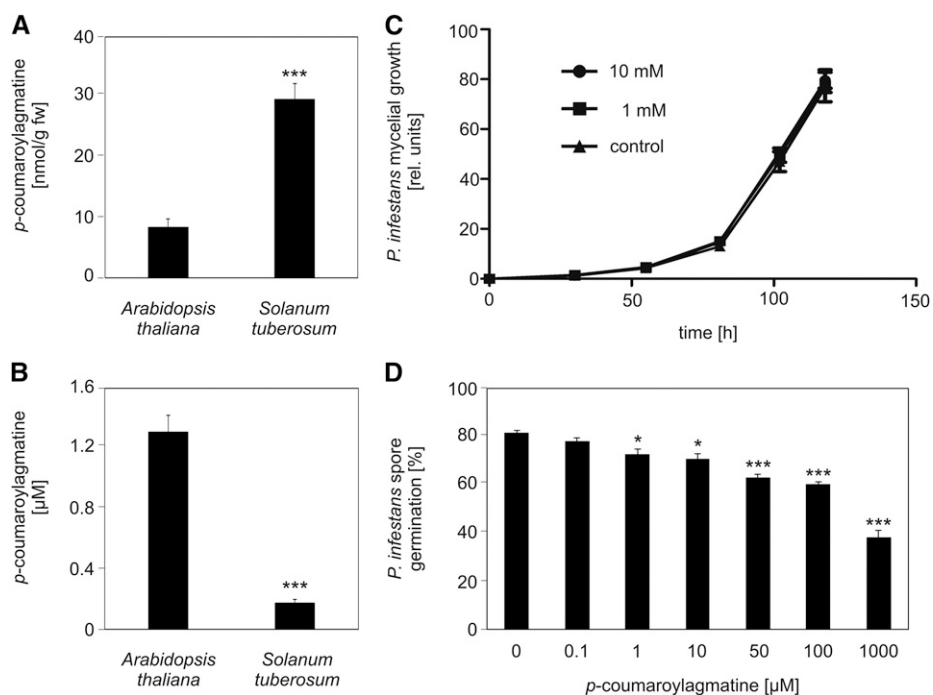 A
p-coumaroylagmatine
[nmol/g fw]
40
30
20
10
0
***
Arabidopsis
thaliana
Solanum
tuberosum
B
p-coumaroylagmatine
[µM]
1.6
1.2
0.8
0.4
0
***
Arabidopsis
thaliana
Solanum
tuberosum
C
P. infestans mycelial growth
[rel. units]
100
80
60
40
20
0
10 mM
1 mM
control
0
50
100
150
time [h]
D
P. infestans spore
germination [%]
100
80
60
40
20
0
*
*
***
***
***
0 0.1 1 10 50 100 1000
p-coumaroylagmatine [µM]